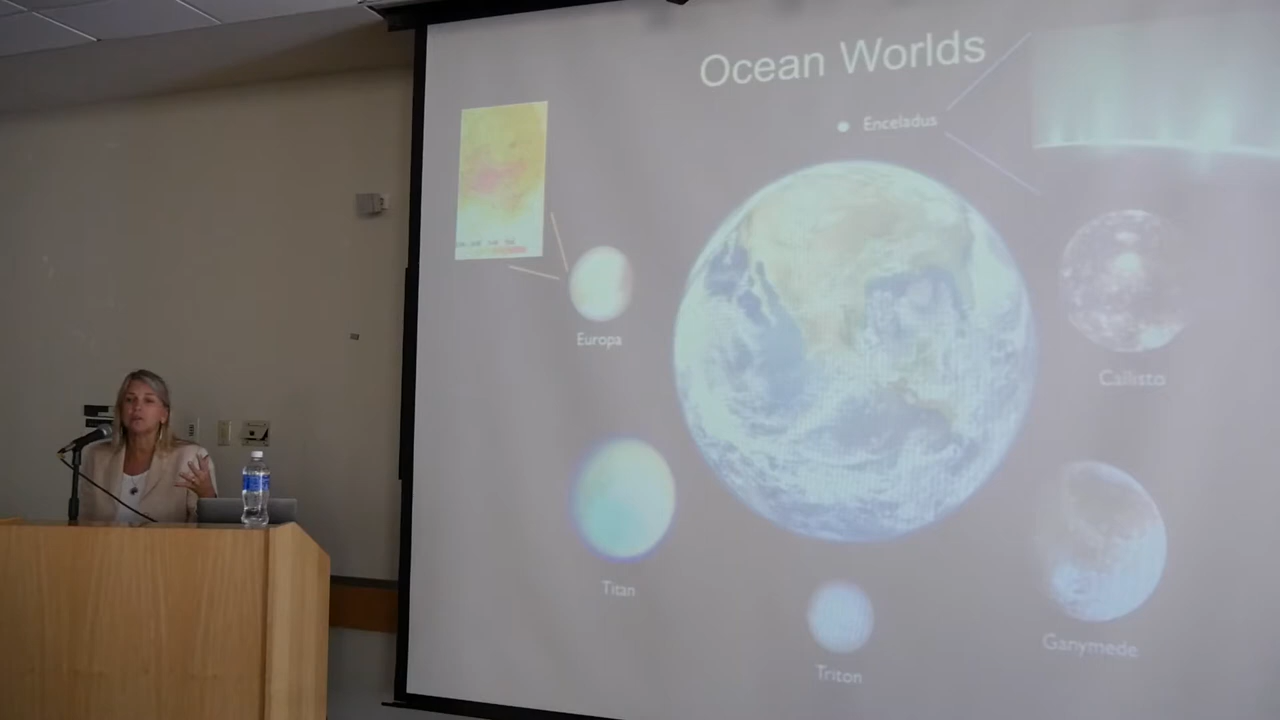 Ocean Worlds
Enceladus
Europa
Callisto
Titan
Ganymede
Triton